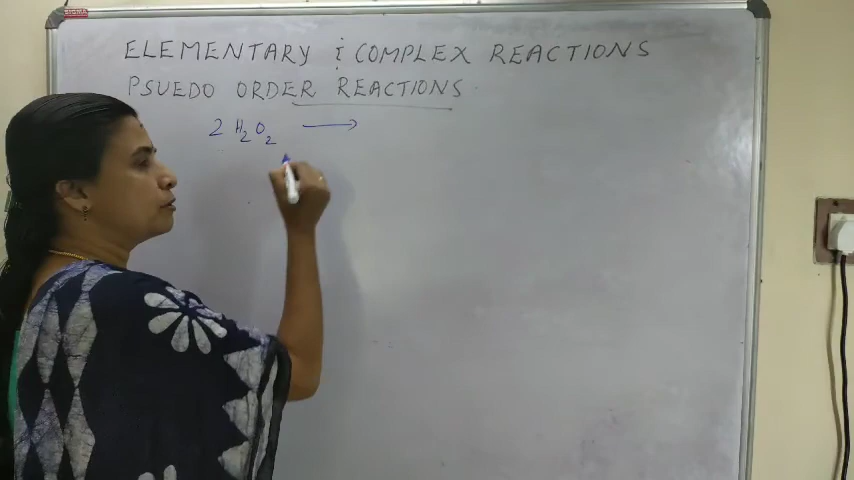 ELEMENTARY & COMPLEX REACTIONS
PSUEDO ORDER REACTIONS
2 H₂O₂ ⟶